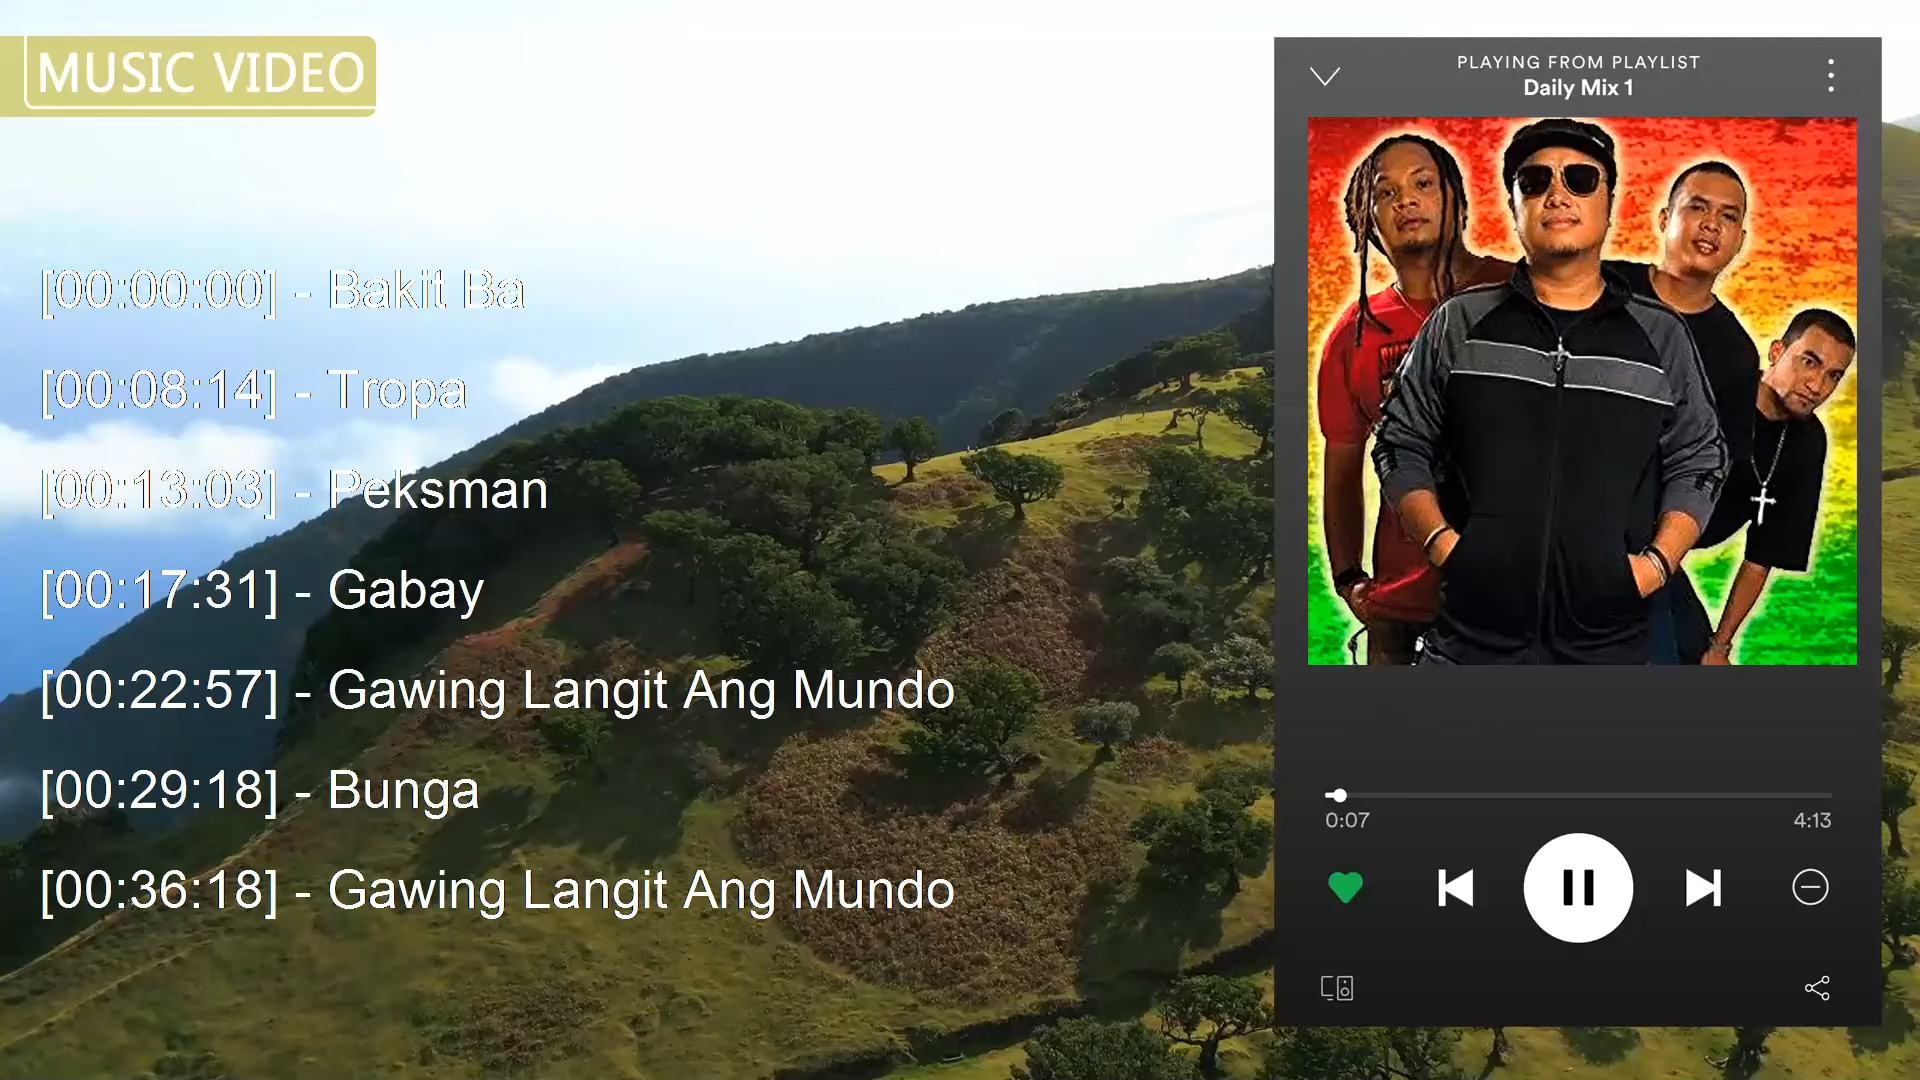 MUSIC VIDEO
[00:00:00] - Bakit Ba
[00:08:14] - Tropa
[00:13:03] - Peksman
[00:17:31] - Gabay
[00:22:57] - Gawing Langit Ang Mundo
[00:29:18] - Bunga
[00:36:18] - Gawing Langit Ang Mundo
PLAYING FROM PLAYLIST
Daily Mix 1
0:07
4:13